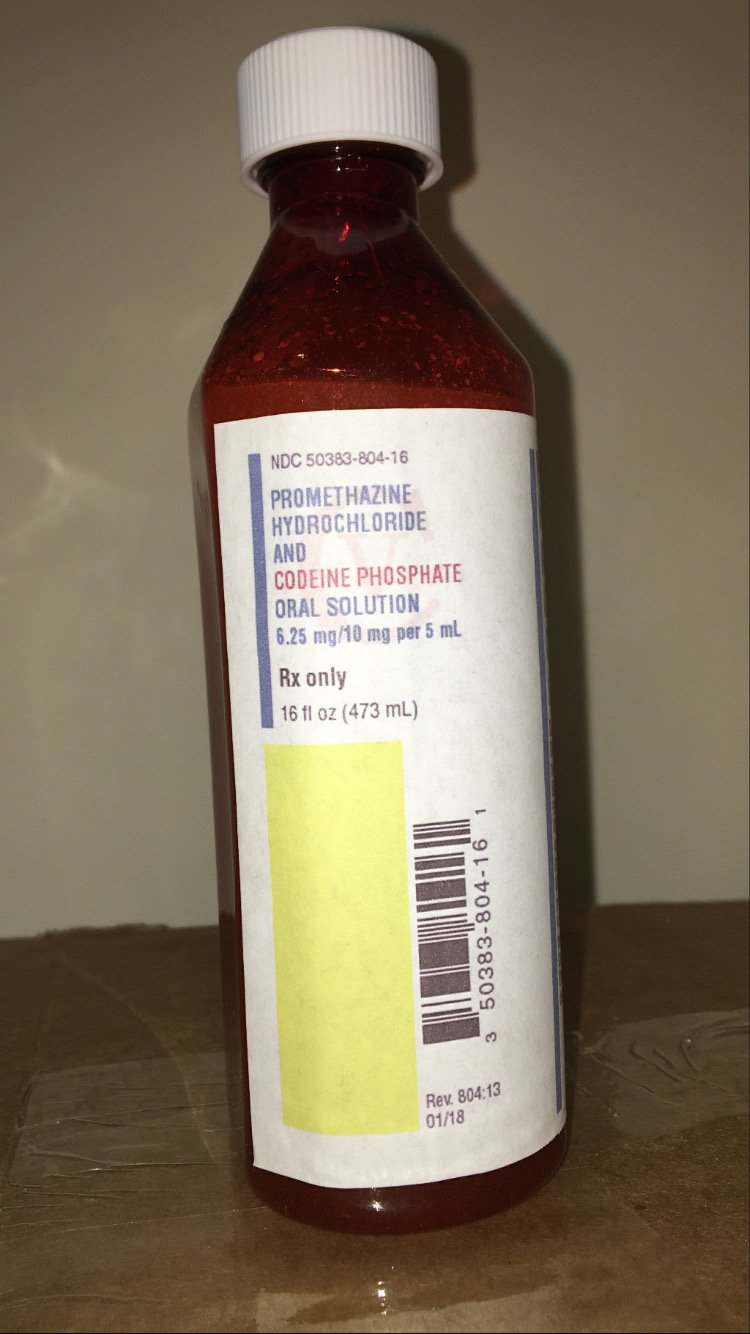 NDC 50383-804-16
PROMETHAZINE
HYDROCHLORIDE
AND
CODEINE PHOSPHATE
ORAL SOLUTION
6.25 mg/10 mg per 5 mL
Rx only
16 fl oz (473 mL)
3 50383-804-16 1
Rev. 804:13
01/18